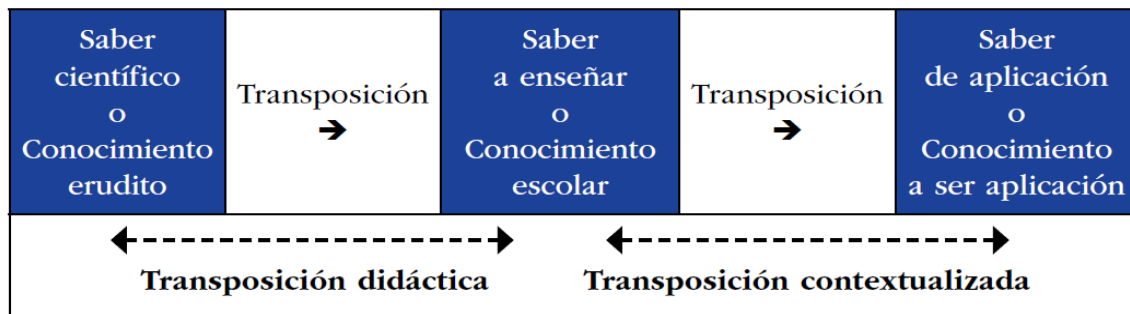 Saber
científico
o
Conocimiento
erudito
Transposición
➔
Saber
a enseñar
o
Conocimiento
escolar
Transposición
➔
Saber
de aplicación
o
Conocimiento
a ser aplicación
Transposición didáctica
Transposición contextualizada